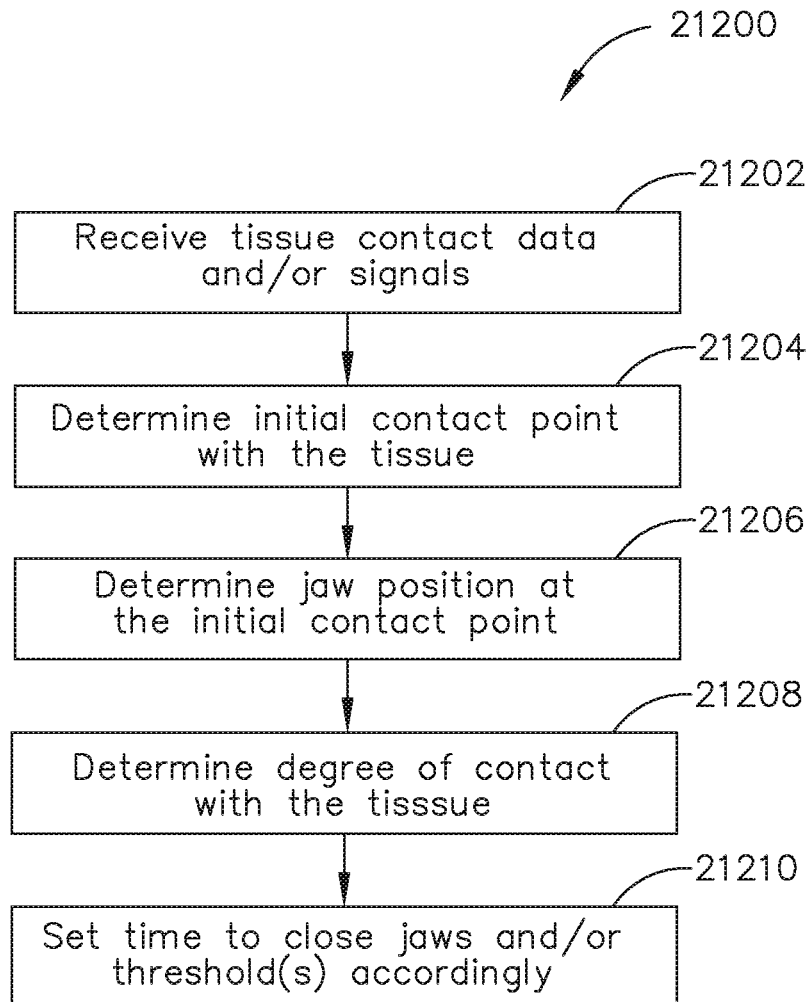 21200
21202
Receive tissue contact data
and/or signals
21204
Determine initial contact point
with the tissue
21206
Determine jaw position at
the initial contact point
21208
Determine degree of contact
with the tisssue
21210
Set time to close jaws and/or
threshold(s) accordingly